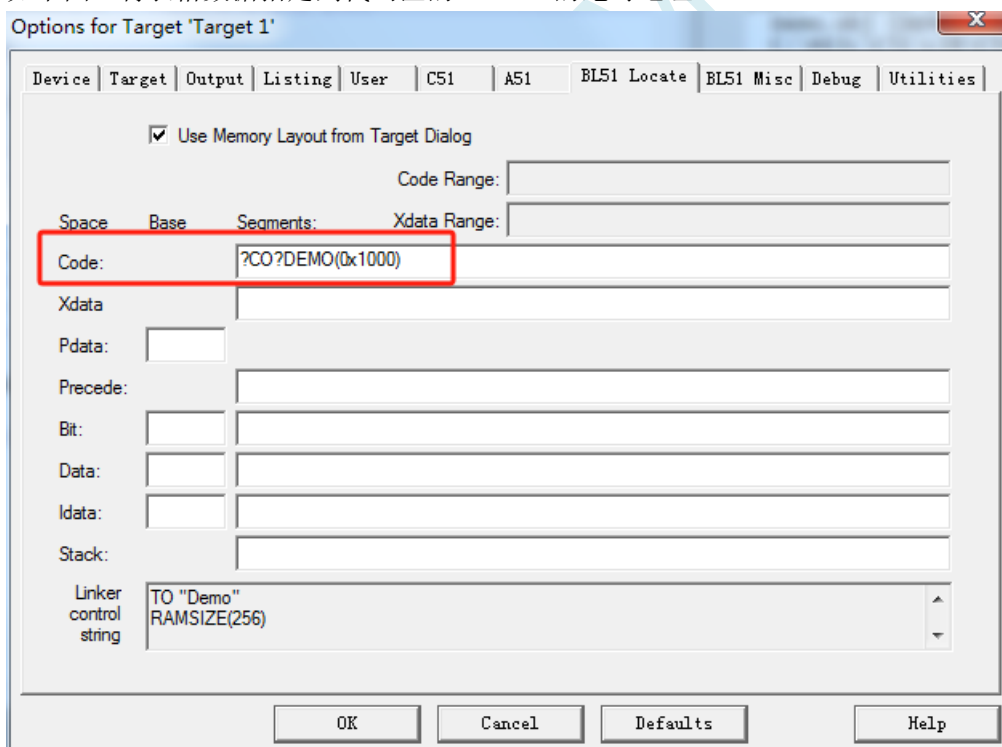 Options for Target 'Target 1'
Device Target Output Listing User C51 A51 BL51 Locate BL51 Misc Debug Utilities
Use Memory Layout from Target Dialog
Code Range:
Space Base Segments: Xdata Range:
Code: ?CO?DEMO(0x1000)
Xdata
Pdata:
Precede:
Bit:
Data:
Idata:
Stack:
Linker control string
TO "Demo"
RAMSIZE(256)
OK Cancel Defaults Help